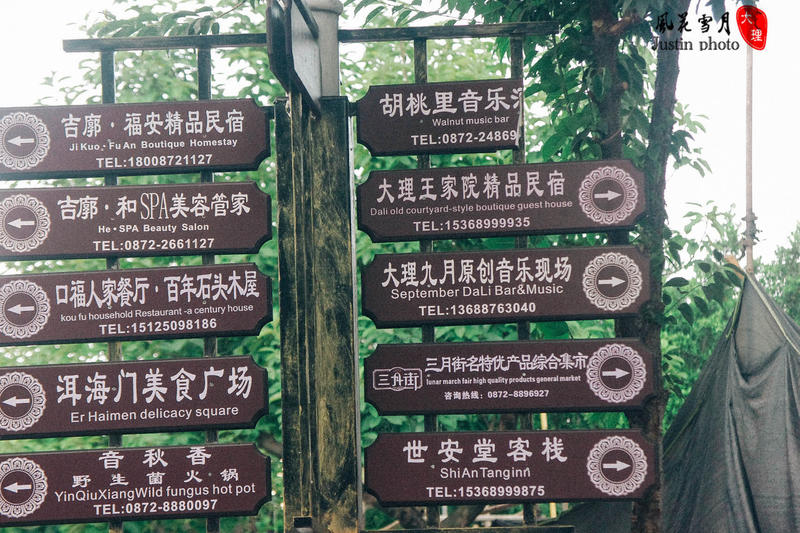 風花雪月
Justin photo
大理
吉廓·福安精品民宿
Ji Kuo·Fu An Boutique Homestay
TEL:18008721127
吉廓·和SPA美容管家
He·SPA Beauty Salon
TEL:0872-2661127
口福人家餐厅·百年石头木屋
kou fu household Restaurant -a century house
TEL:15125098186
洱海门美食广场
Er Haimen delicacy square
音秋香
野生菌火锅
YinQiuXiangWild fungus hot pot
TEL:0872-8880097
胡桃里音乐
Walnut music bar
TEL:0872-24869
大理王家院精品民宿
Dali old courtyard-style boutique guest house
TEL:15368999935
大理九月原创音乐现场
September DaLi Bar&Music
TEL:13688763040
三月街
三月街名特优产品综合集市
lunar march fair high quality products general market
咨询热线：0872-8896927
世安堂客栈
ShiAnTanginn
TEL:15368999875